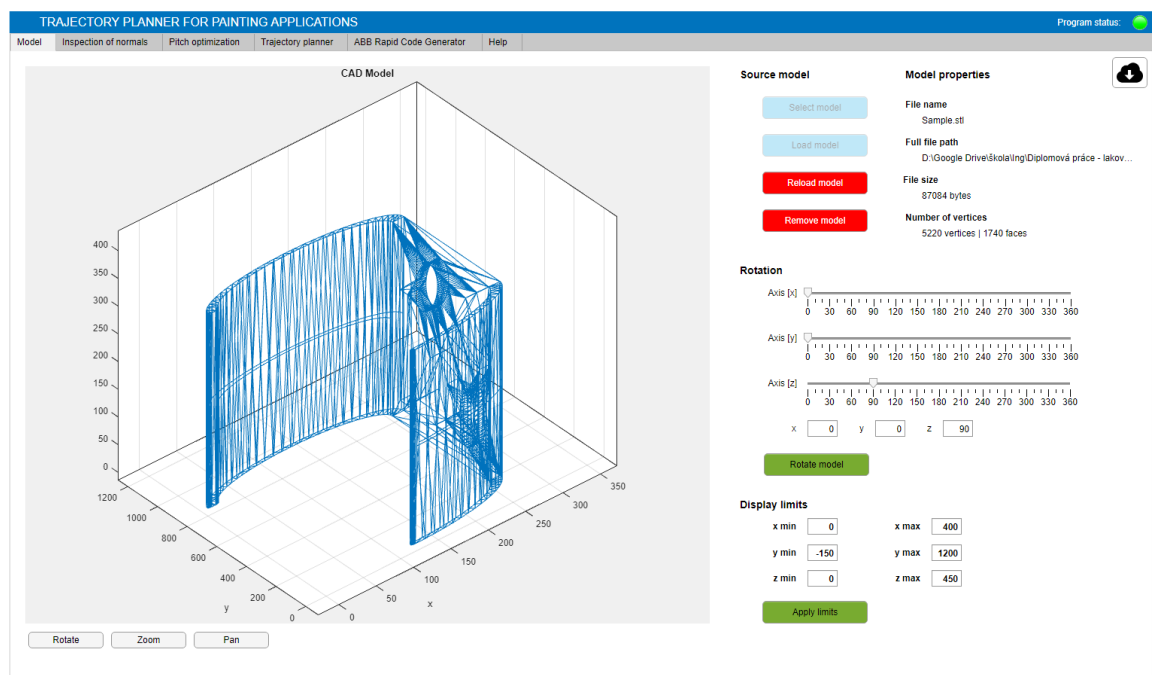 TRAJECTORY PLANNER FOR PAINTING APPLICATIONS
Program status:
Model Inspection of normals Pitch optimization Trajectory planner ABB Rapid Code Generator Help
CAD Model
400
350
300
250
200
150
100
50
0
1200
1000
800
600
400
200
0
y
0
50
100
150
200
250
300
350
x
Rotate Zoom Pan
Source model
Select model
Load model
Reload model
Remove model
Model properties
File name
Sample.stl
Full file path
D:\Google Drive\škola\Ing\Diplomová práce - lakov...
File size
87084 bytes
Number of vertices
5220 vertices | 1740 faces
Rotation
Axis [x]
0 30 60 90 120 150 180 210 240 270 300 330 360
Axis [y]
0 30 60 90 120 150 180 210 240 270 300 330 360
Axis [z]
0 30 60 90 120 150 180 210 240 270 300 330 360
x 0 y 0 z 90
Rotate model
Display limits
x min 0 x max 400
y min -150 y max 1200
z min 0 z max 450
Apply limits